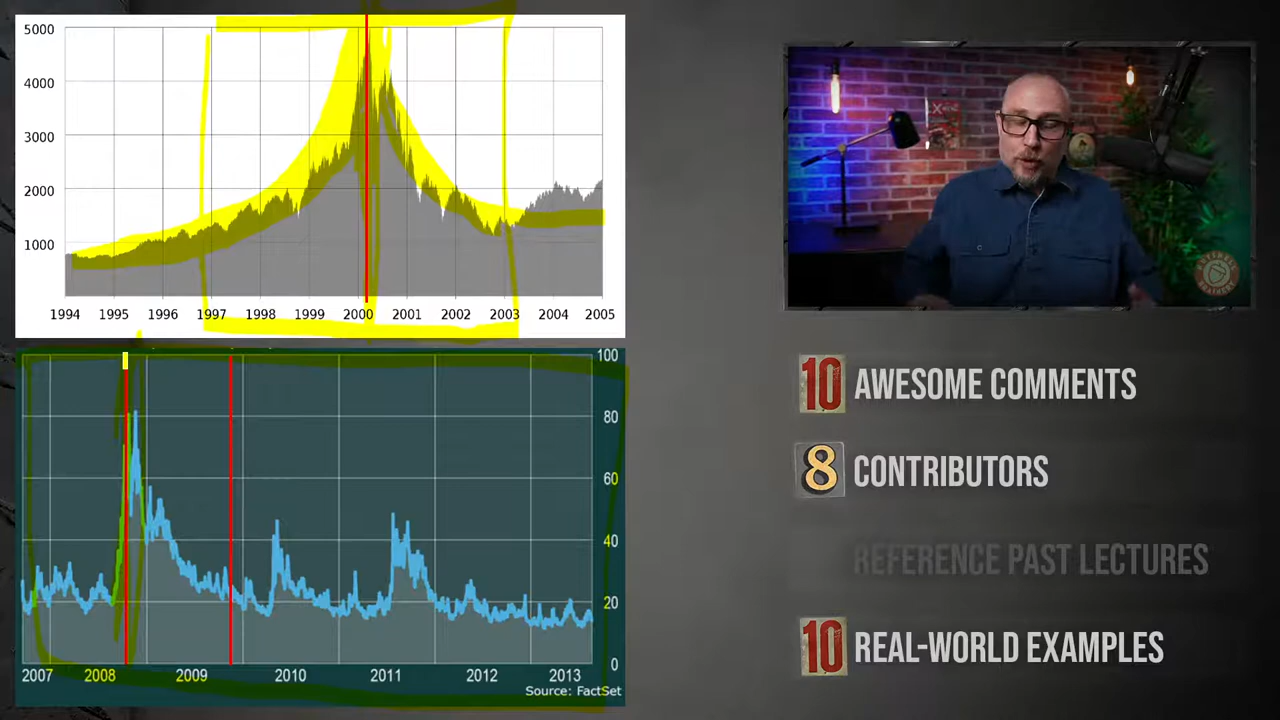 5000
4000
3000
2000
1000
1994 1995 1996 1997 1998 1999 2000 2001 2002 2003 2004 2005
100
80
60
40
20
0
2007 2008 2009 2010 2011 2012 2013
Source: FactSet
10 AWESOME COMMENTS
8 CONTRIBUTORS
REFERENCE PAST LECTURES
10 REAL-WORLD EXAMPLES